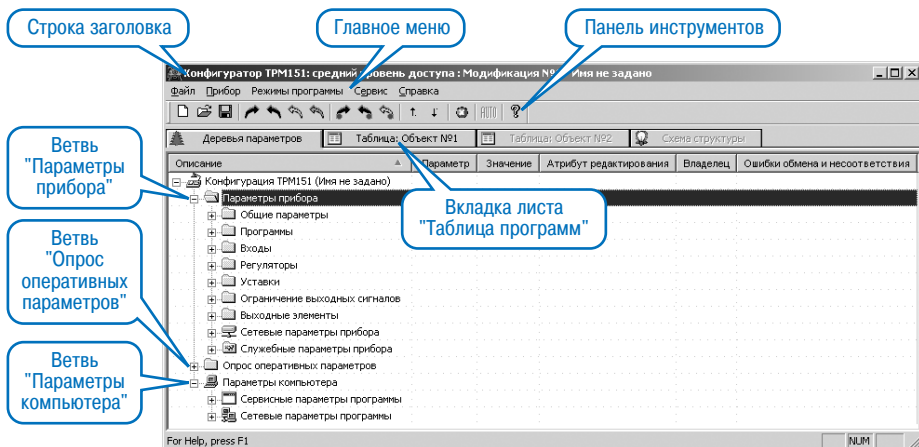 Строка заголовка
Главное меню
Панель инструментов
Конфигуратор ТРМ151: средний уровень доступа : Модификация №    Имя не задано
Файл Прибор Режимы программы Сервис Справка
AUTO
Деревья параметров Таблица: Объект №1 Таблица: Объект №2 Схема структуры
Описание Параметр Значение Атрибут редактирования Владелец Ошибки обмена и несоответствия
Ветвь
"Параметры
прибора"
Конфигурация ТРМ151 (Имя не задано)
Параметры прибора
Общие параметры
Программы
Входы
Регуляторы
Уставки
Ограничение выходных сигналов
Выходные элементы
Сетевые параметры прибора
Служебные параметры прибора
Опрос оперативных параметров
Параметры компьютера
Сервисные параметры программы
Сетевые параметры программы
Вкладка листа
"Таблица программ"
Ветвь
"Опрос
оперативных
параметров"
Ветвь
"Параметры
компьютера"
For Help, press F1
NUM